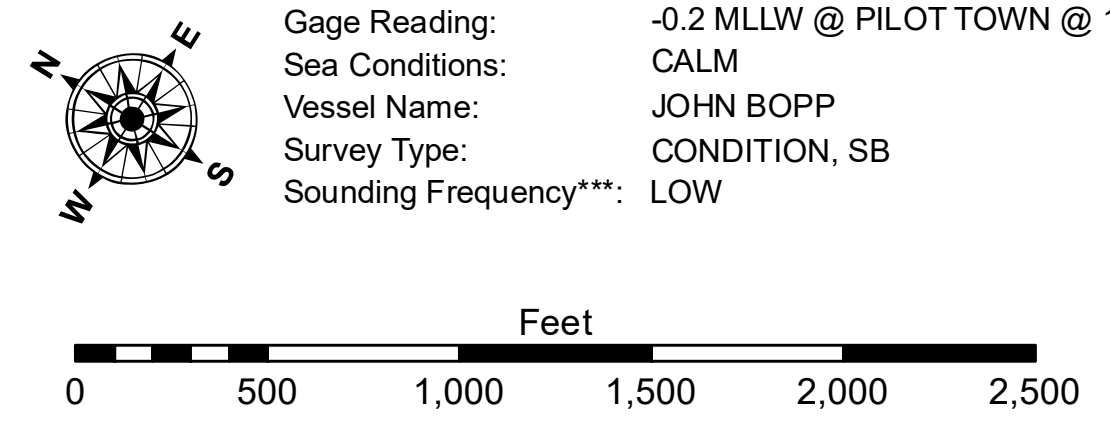 N
E
S
W
Gage Reading: -0.2 MLLW @ PILOT TOWN @
Sea Conditions: CALM
Vessel Name: JOHN BOPP
Survey Type: CONDITION, SB
Sounding Frequency***: LOW
Feet
0 500 1,000 1,500 2,000 2,500